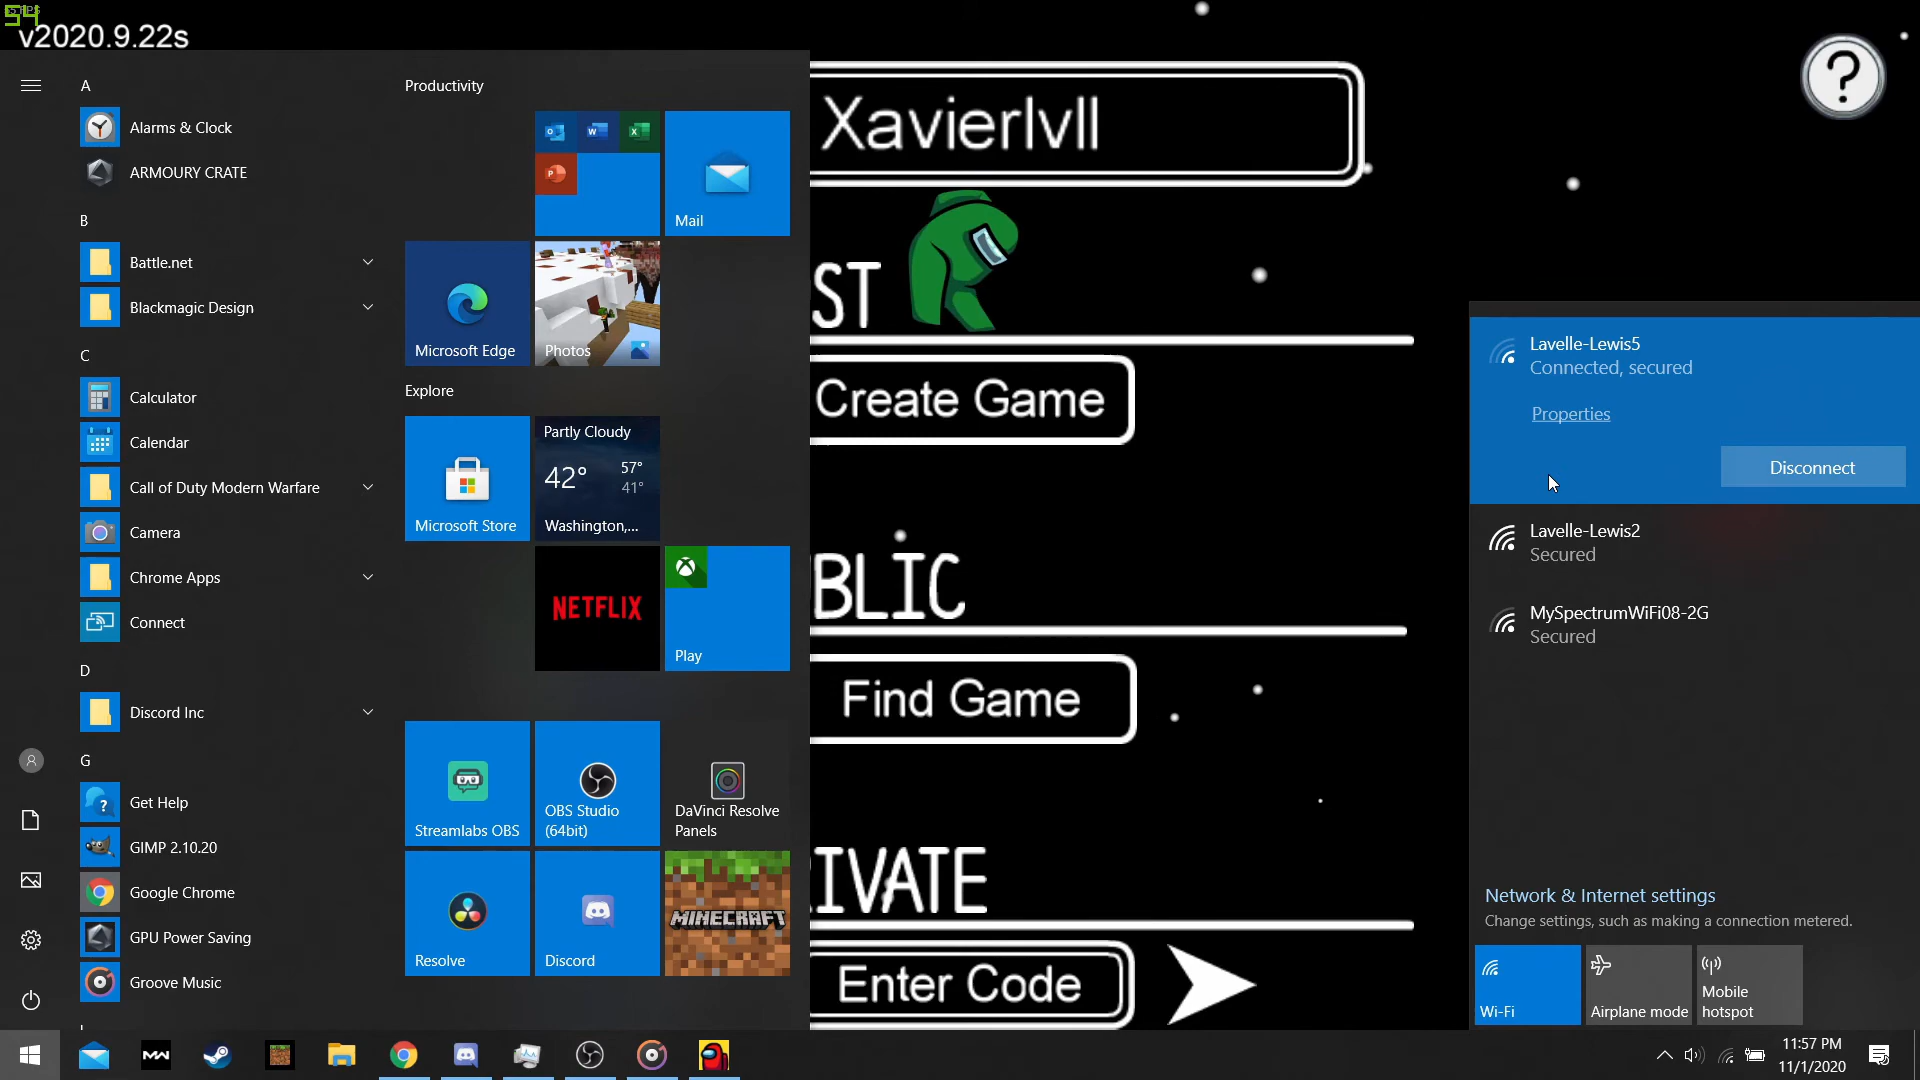 54
v2020.9.22s
A
Alarms & Clock
ARMOURY CRATE
B
Battle.net
Blackmagic Design
C
Calculator
Calendar
Call of Duty Modern Warfare
Camera
Chrome Apps
Connect
D
Discord Inc
G
Get Help
GIMP 2.10.20
Google Chrome
GPU Power Saving
Groove Music
Productivity
Mail
Microsoft Edge
Photos
Explore
Microsoft Store
Partly Cloudy
42°
57°
41°
Washington,...
NETFLIX
Play
Streamlabs OBS
OBS Studio
(64bit)
DaVinci Resolve
Panels
Resolve
Discord
MINECRAFT
Xavierlvll
ST
Create Game
BLIC
Find Game
IVATE
Enter Code
?
Lavelle-Lewis5
Connected, secured
Properties
Disconnect
Lavelle-Lewis2
Secured
MySpectrumWiFi08-2G
Secured
Network & Internet settings
Change settings, such as making a connection metered.
Wi-Fi
Airplane mode
Mobile
hotspot
MW
11:57 PM
11/1/2020